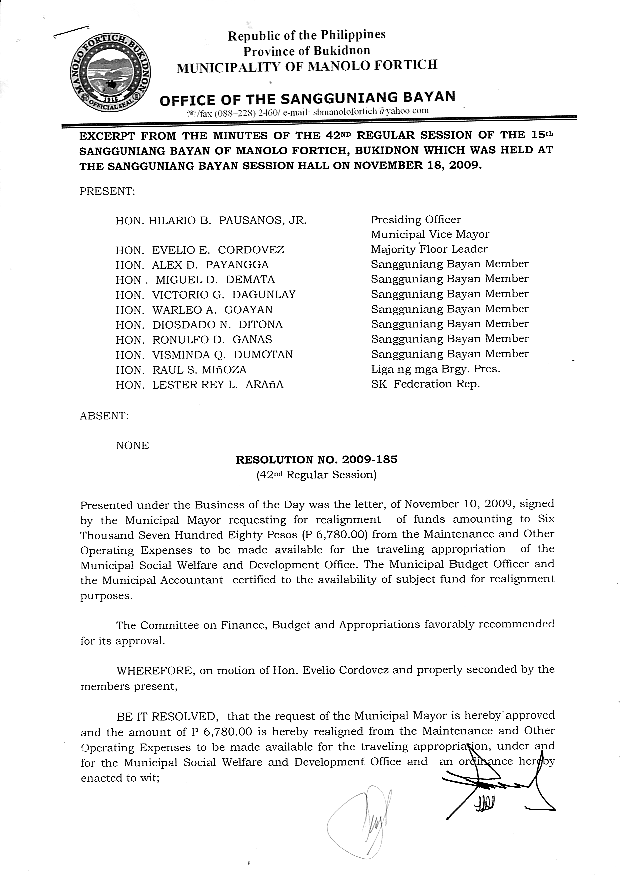 Republic of the Philippines
Province of Bukidnon
MUNICIPALITY OF MANOLO FORTICH
OFFICE OF THE SANGGUNIANG BAYAN
/fax (088-228) 2460/ e-mail sbmanolofortich@yahoo.com
MANOLO FORTICH, BUKIDNON
OFFICIAL SEAL
EXCERPT FROM THE MINUTES OF THE 42ND REGULAR SESSION OF THE 15th
SANGGUNIANG BAYAN OF MANOLO FORTICH, BUKIDNON WHICH WAS HELD AT
THE SANGGUNIANG BAYAN SESSION HALL ON NOVEMBER 18, 2009.
PRESENT:
HON. HILARIO B. PAUSANOS, JR. Presiding Officer
Municipal Vice Mayor
HON. EVELIO E. CORDOVEZ Majority Floor Leader
HON. ALEX D. PAYANGGA Sangguniang Bayan Member
HON . MIGUEL D. DEMATA Sangguniang Bayan Member
HON. VICTORIO G. DAGUNLAY Sangguniang Bayan Member
HON. WARLEO A. GOAYAN Sangguniang Bayan Member
HON. DIOSDADO N. DITONA Sangguniang Bayan Member
HON. RONULFO D. GANAS Sangguniang Bayan Member
HON. VISMINDA Q. DUMOTAN Sangguniang Bayan Member
HON. RAUL S. MIñOZA Liga ng mga Brgy. Pres.
HON. LESTER REY L. ARAñA SK Federation Rep.
ABSENT:
NONE
RESOLUTION NO. 2009-185
(42nd Regular Session)
Presented under the Business of the Day was the letter, of November 10, 2009, signed
by the Municipal Mayor requesting for realignment of funds amounting to Six
Thousand Seven Hundred Eighty Pesos (P 6,780.00) from the Maintenance and Other
Operating Expenses to be made available for the traveling appropriation of the
Municipal Social Welfare and Development Office. The Municipal Budget Officer and
the Municipal Accountant certified to the availability of subject fund for realignment
purposes.
The Committee on Finance, Budget and Appropriations favorably recommended
for its approval.
WHEREFORE, on motion of Hon. Evelio Cordovez and properly seconded by the
members present,
BE IT RESOLVED, that the request of the Municipal Mayor is hereby approved
and the amount of P 6,780.00 is hereby realigned from the Maintenance and Other
Operating Expenses to be made available for the traveling appropriation, under and
for the Municipal Social Welfare and Development Office and an ordinance hereby
enacted to wit;